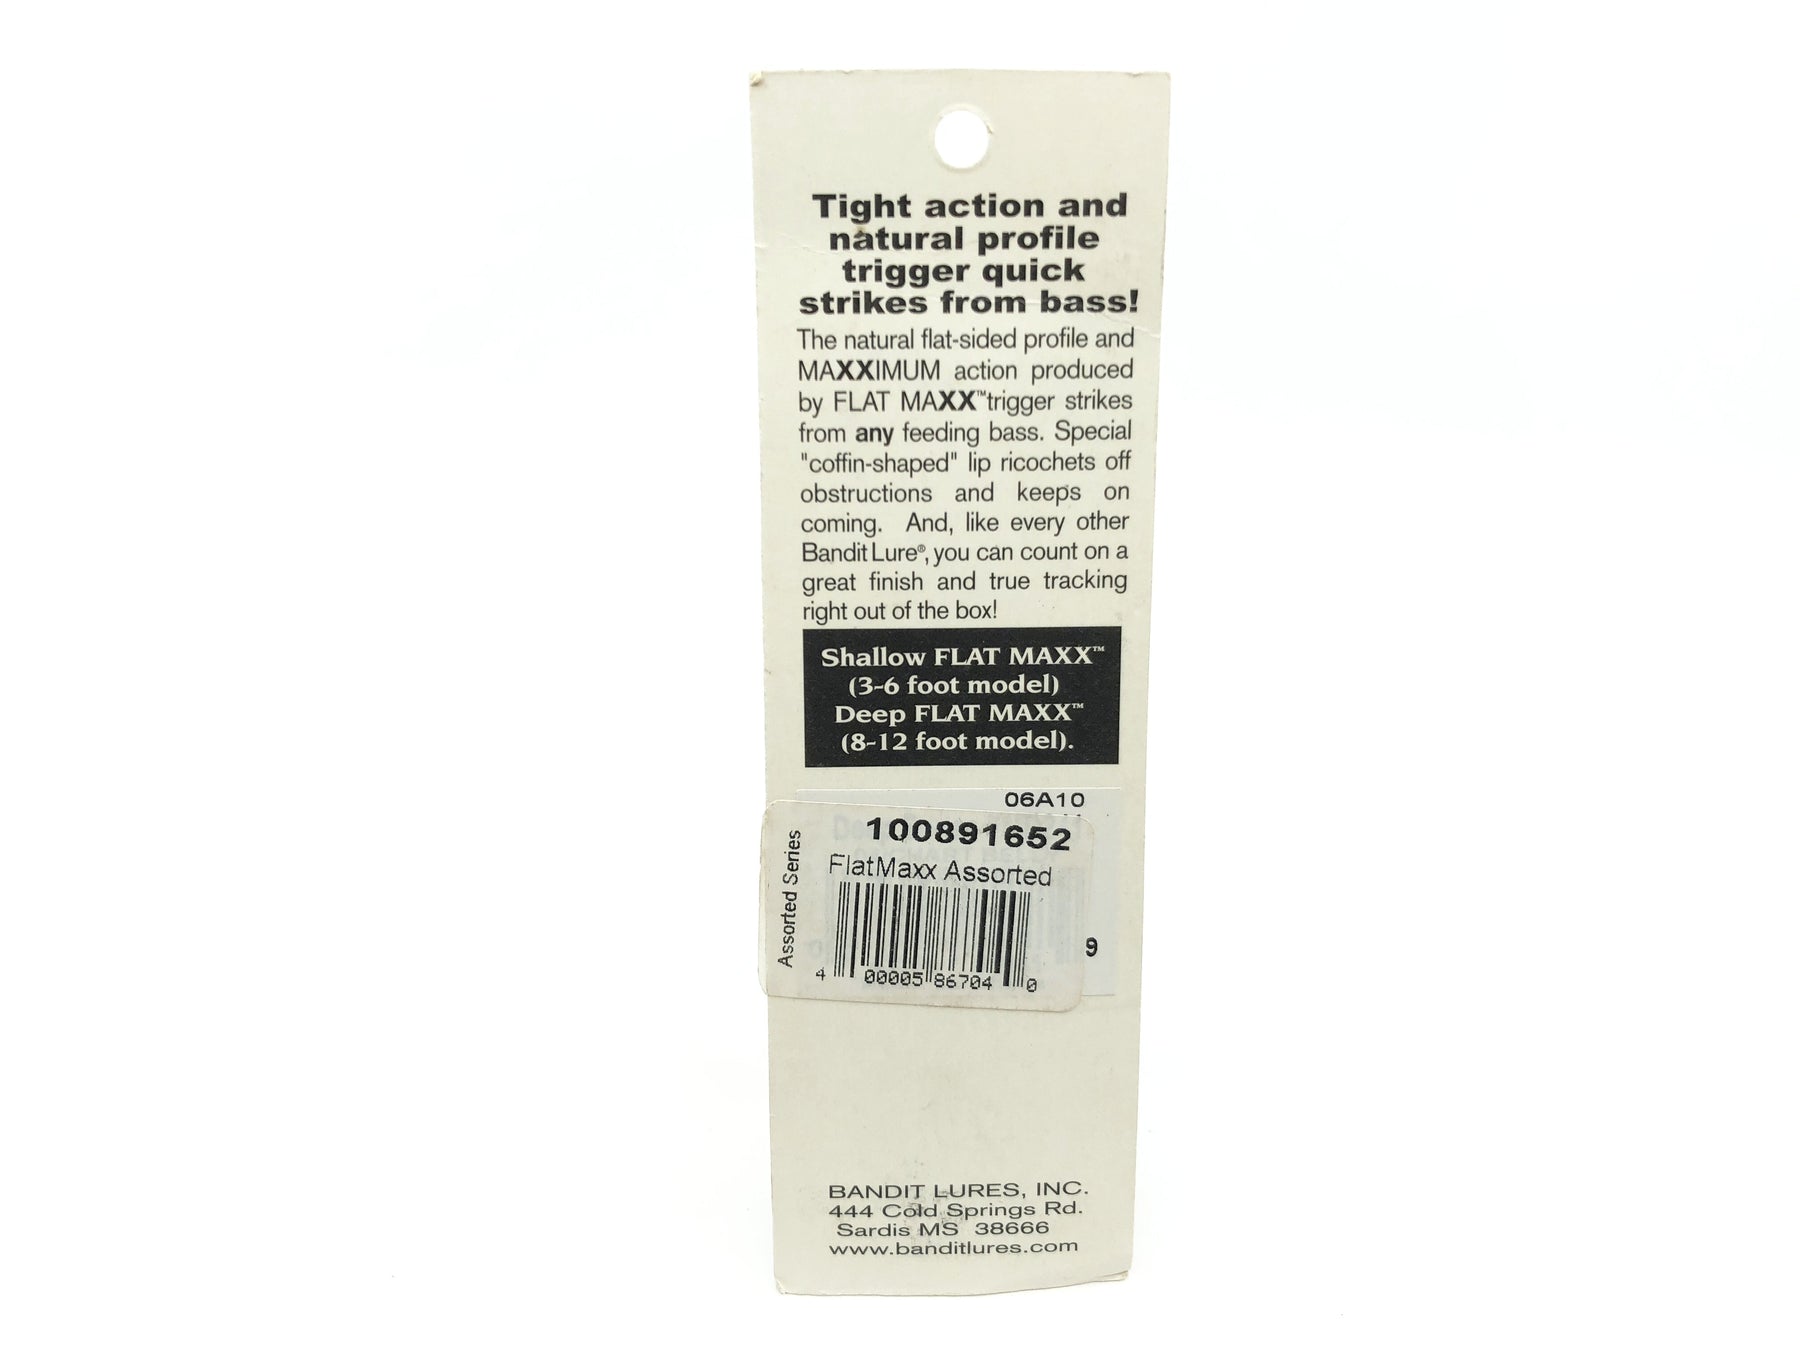 Tight action and
natural profile
trigger quick
strikes from bass!
The natural flat-sided profile and
MAXXIMUM action produced
by FLAT MAXX™ trigger strikes
from any feeding bass. Special
"coffin-shaped" lip ricochets off
obstructions and keeps on
coming. And, like every other
Bandit Lure®, you can count on a
great finish and true tracking
right out of the box!
Shallow FLAT MAXX™
(3-6 foot model)
Deep FLAT MAXX™
(8-12 foot model).
06A10
100891652
FlatMaxx Assorted
Assorted Series
4 00005 86704 0
9
BANDIT LURES, INC.
444 Cold Springs Rd.
Sardis MS 38666
www.banditlures.com